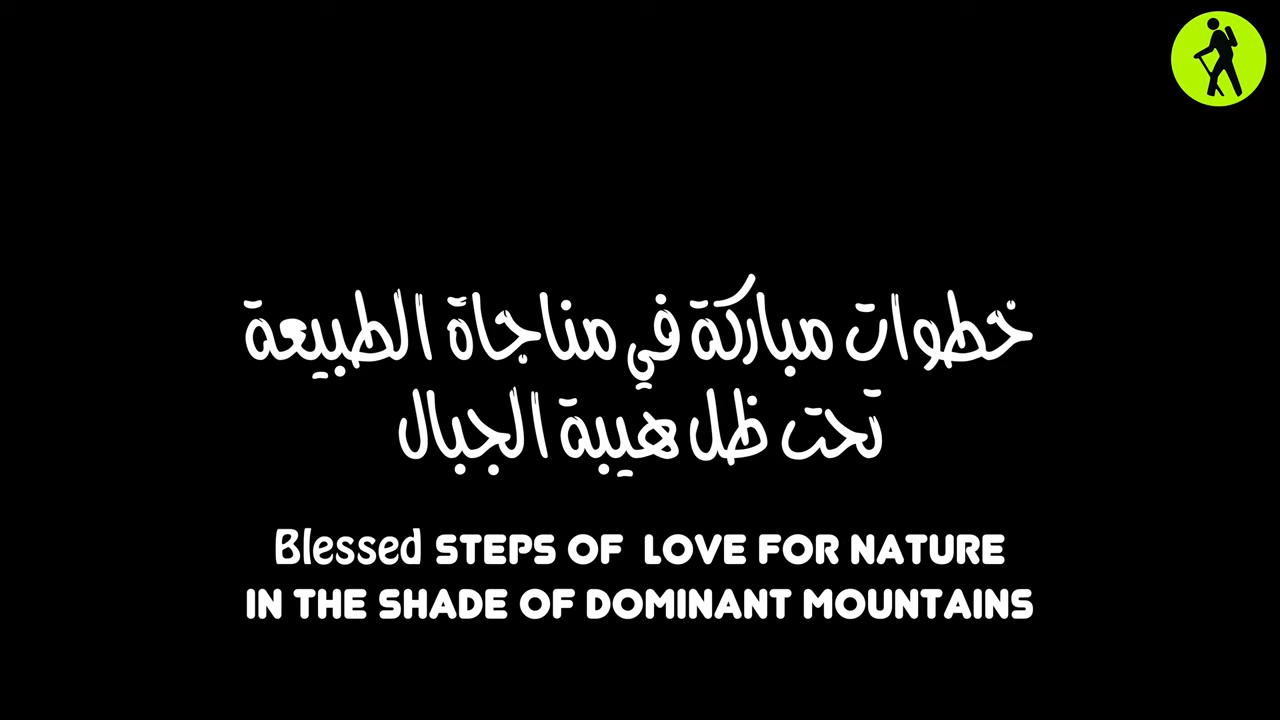 خطوات مباركة في مناجاة الطبيعة
تحت ظل هيبة الجبال
Blessed STEPS OF LOVE FOR NATURE
IN THE SHADE OF DOMINANT MOUNTAINS